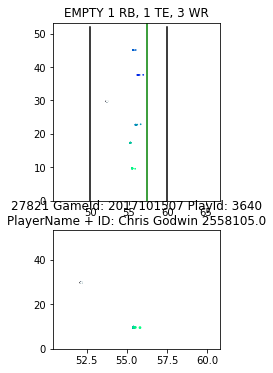 EMPTY 1 RB, 1 TE, 3 WR
50
40
30
20
10
0
50 55 60 65
27821 GameId: 2017101507 PlayId: 3640
PlayerName + ID: Chris Godwin 2558105.0
40
20
0
52.5 55.0 57.5 60.0